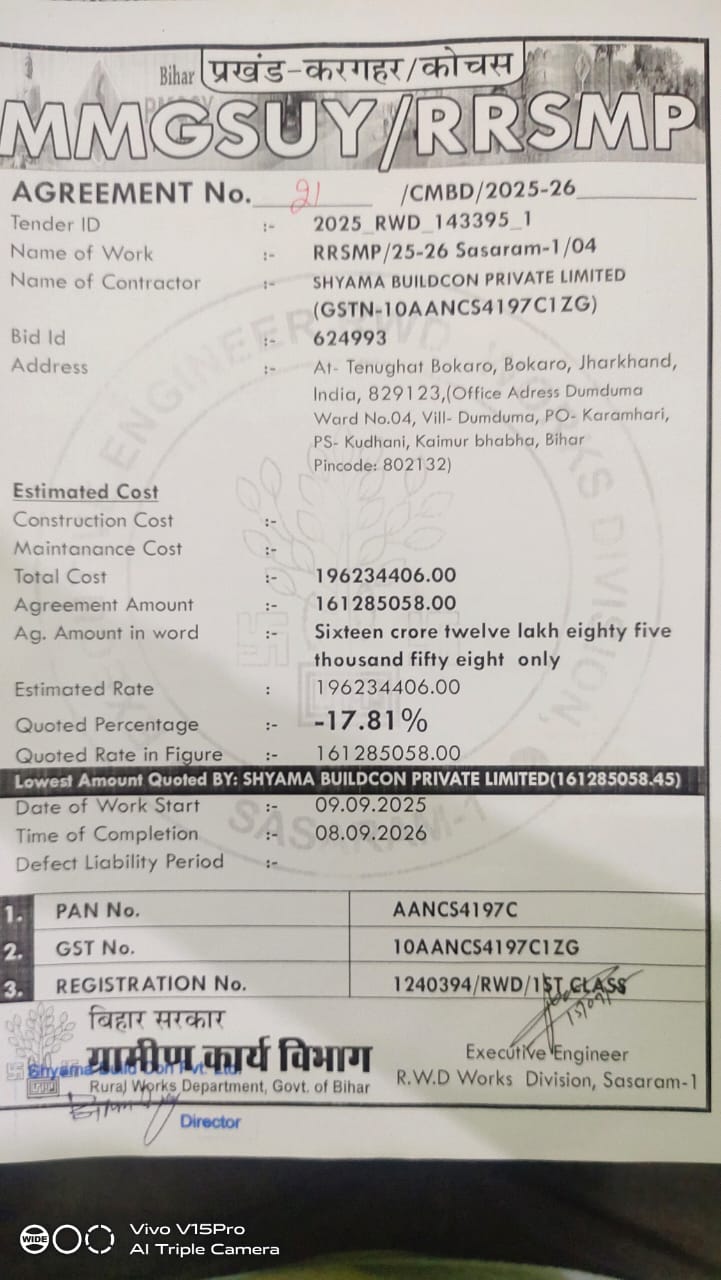 Bihar प्रखंड-करगहर/कोचस
MMGSUY/RRSMP
AGREEMENT No. 21 /CMBD/2025-26
Tender ID :- 2025_RWD_143395_1
Name of Work :- RRSMP/25-26 Sasaram-1/04
Name of Contractor :- SHYAMA BUILDCON PRIVATE LIMITED
(GSTN-10AANCS4197C1ZG)
Bid Id :- 624993
Address :- At- Tenughat Bokaro, Bokaro, Jharkhand,
India, 829123,(Office Adress Dumduma
Ward No.04, Vill- Dumduma, PO- Karamhari,
PS- Kudhani, Kaimur bhabha, Bihar
Pincode: 802132)
Estimated Cost
Construction Cost :-
Maintanance Cost :-
Total Cost :- 196234406.00
Agreement Amount :- 161285058.00
Ag. Amount in word :- Sixteen crore twelve lakh eighty five
thousand fifty eight only
Estimated Rate : 196234406.00
Quoted Percentage :- -17.81%
Quoted Rate in Figure :- 161285058.00
Lowest Amount Quoted BY: SHYAMA BUILDCON PRIVATE LIMITED(161285058.45)
Date of Work Start :- 09.09.2025
Time of Completion :- 08.09.2026
Defect Liability Period :-
1. PAN No. AANCS4197C
2. GST No. 10AANCS4197C1ZG
3. REGISTRATION No. 1240394/RWD/1ST CLASS
बिहार सरकार
ग्रामीण कार्य विभाग
Shyama Build Con Pvt. Ltd.
Rural Works Department, Govt. of Bihar
Director
Executive Engineer
R.W.D Works Division, Sasaram-1
WIDE
Vivo V15Pro
AI Triple Camera